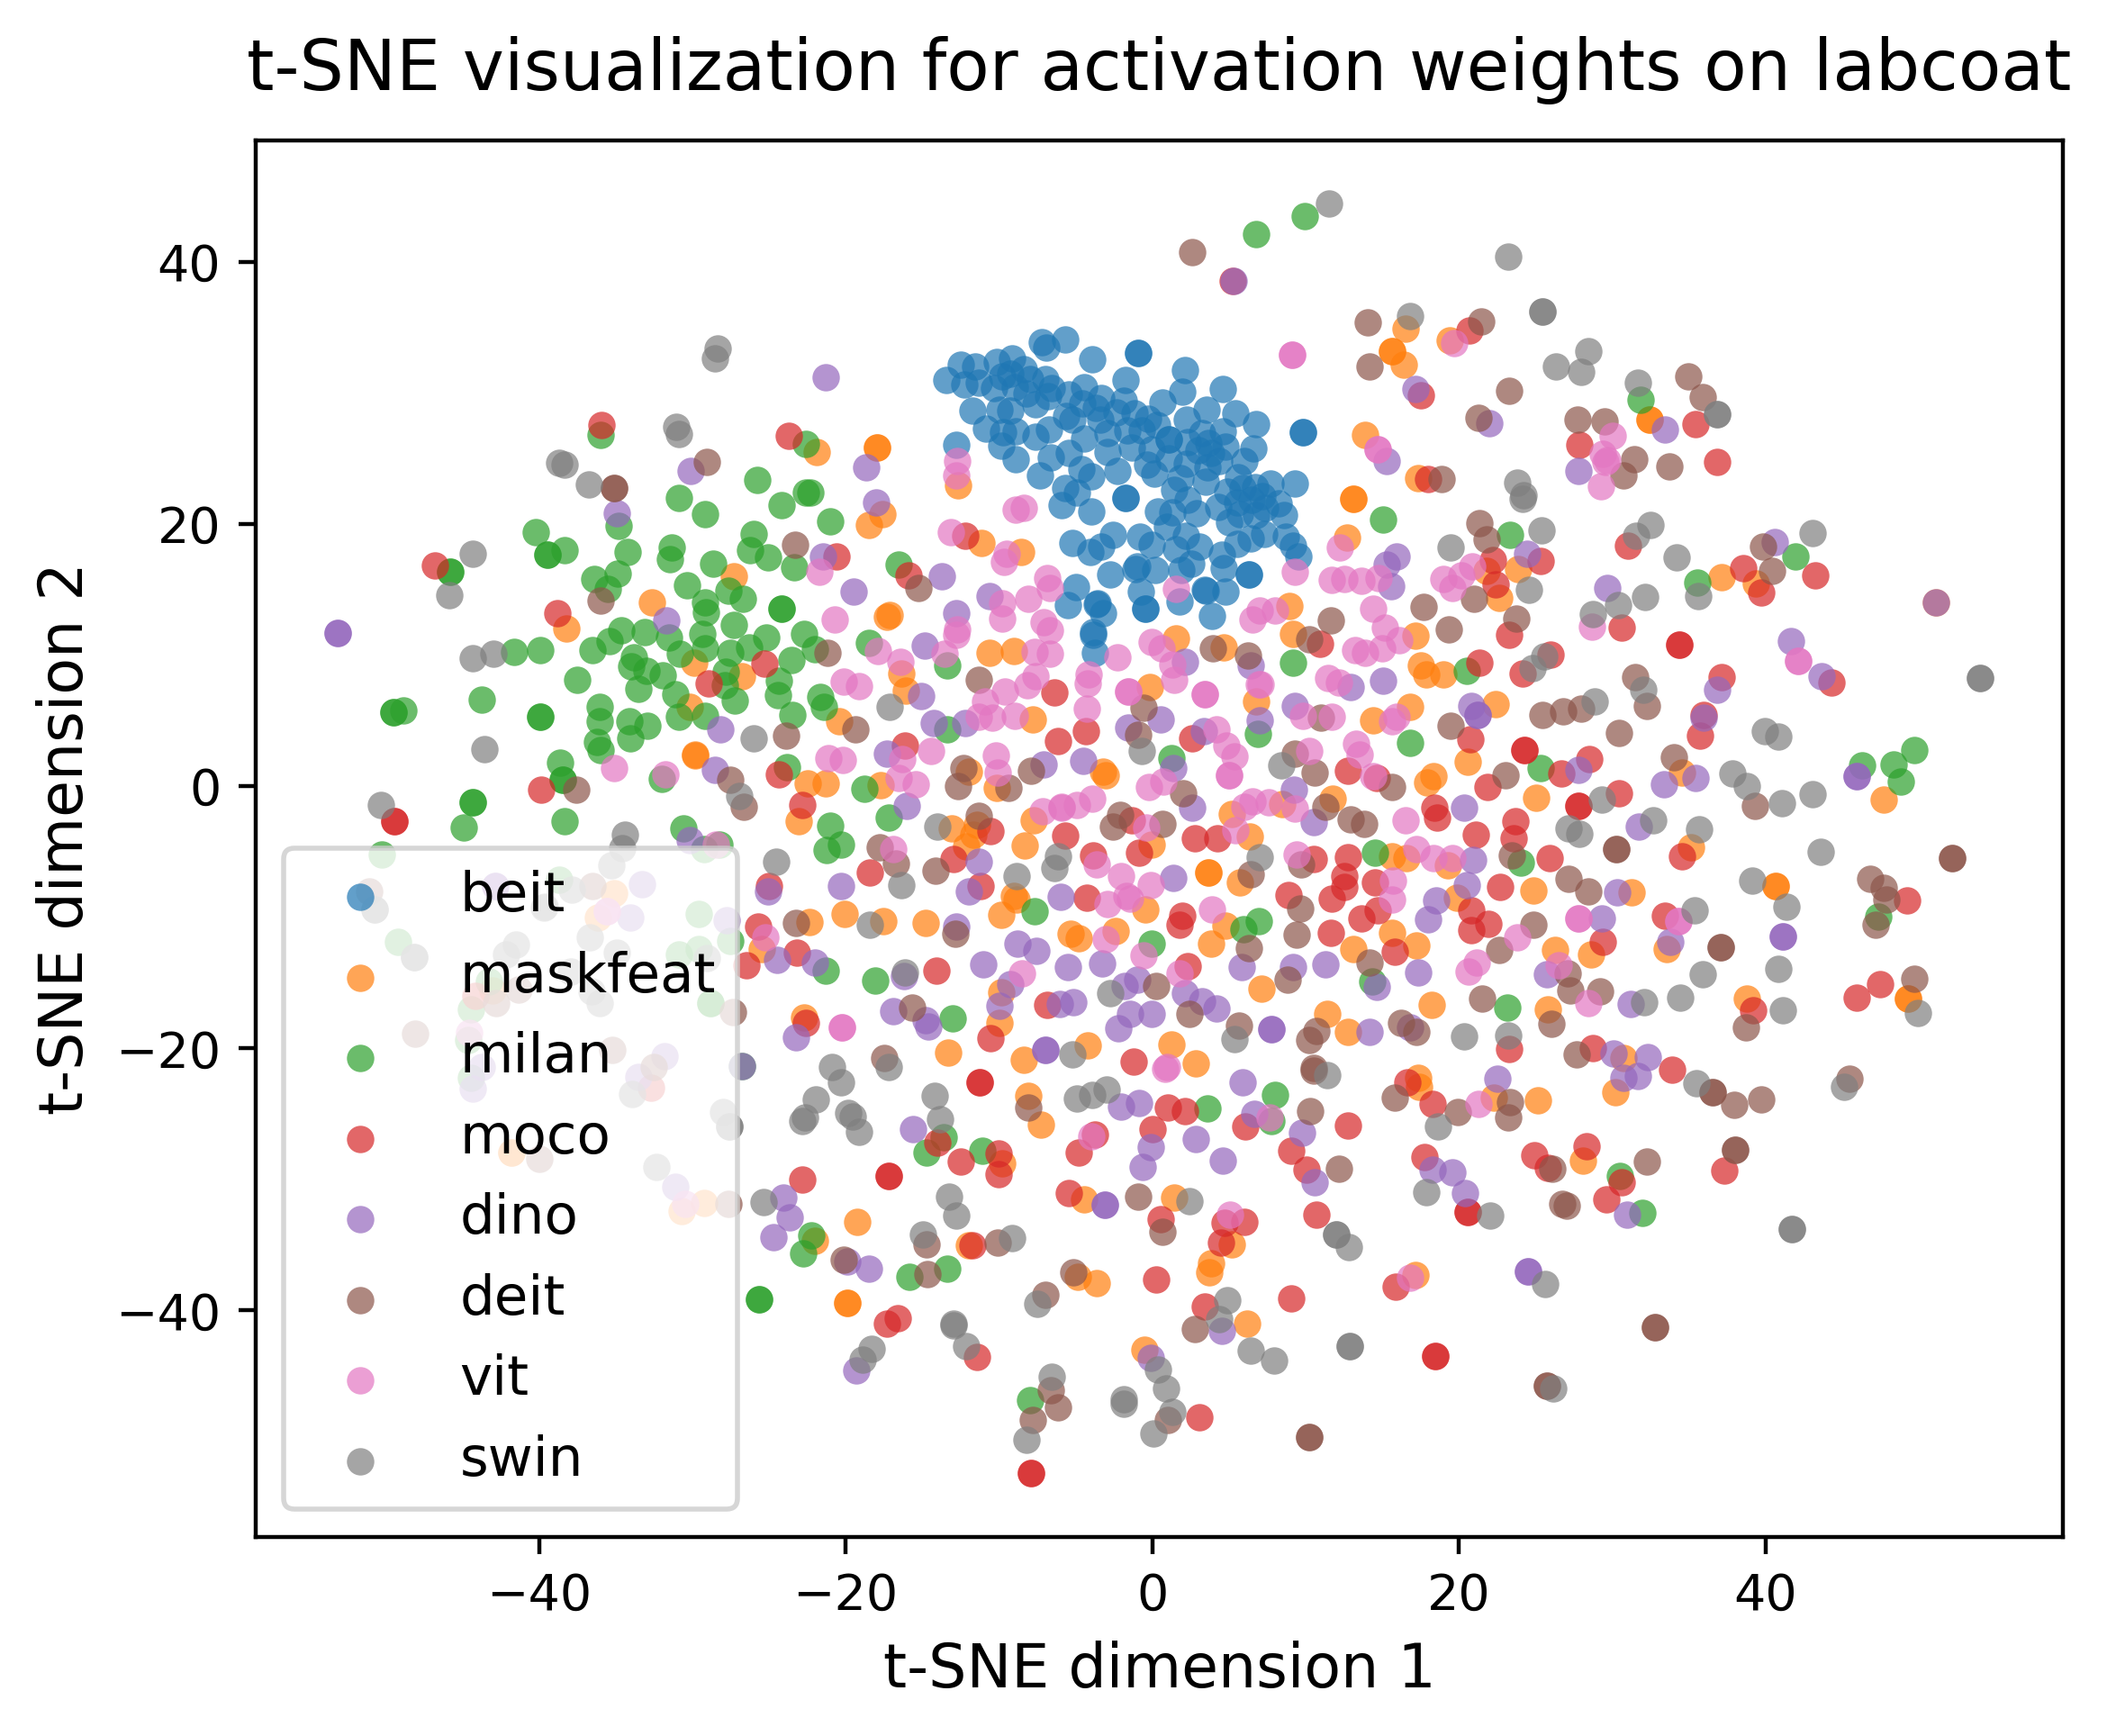 t-SNE visualization for activation weights on labcoat
t-SNE dimension 2
40
20
0
−20
−40
beit
maskfeat
milan
moco
dino
deit
vit
swin
−40
−20
0
20
40
t-SNE dimension 1